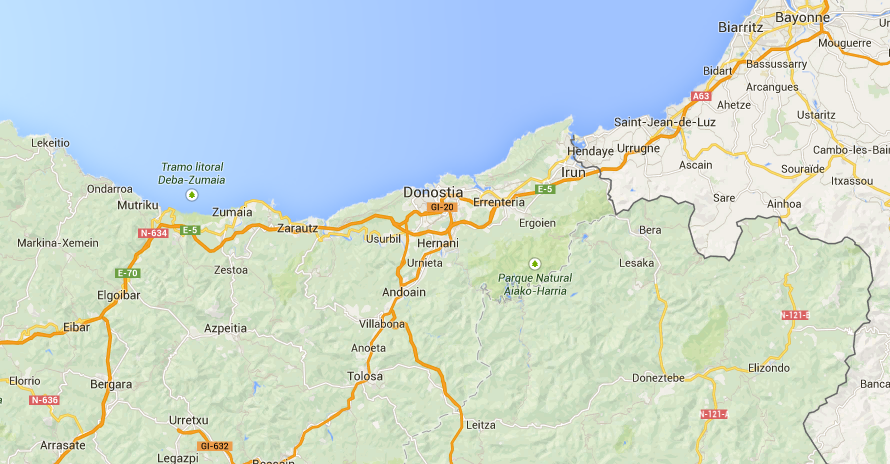 Bayonne
Biarritz
Mouguerre
Bassussarry
Bidart
Arcangues
A63
Ahetze
Ustaritz
Saint-Jean-de-Luz
Lekeitio
Hendaye
Urrugne
Cambo-les-Bain
Tramo litoral
Deba-Zumaia
Ascain
Souraïde
Irun
Itxassou
Ondarroa
Donostia
E-5
Sare
Mutriku
Zumaia
GI-20
Errenteria
Ainhoa
N-634
E-5
Zarautz
Ergoien
Bera
Markina-Xemein
Usurbil
Hernani
Zestoa
Urnieta
Lesaka
E-70
Parque Natural
Aiako-Harria
Elgoibar
Andoain
Eibar
Azpeitia
Villabona
N-121-B
Anoeta
Elorrio
Bergara
Tolosa
Doneztebe
Elizondo
Banca
N-636
N-121-A
Urretxu
Leitza
Arrasate
GI-632
Legazpi